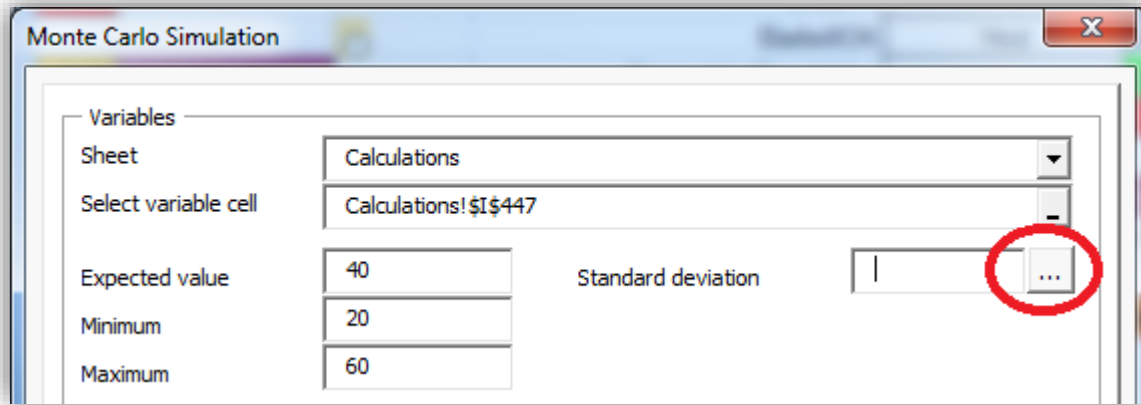 Monte Carlo Simulation
Variables
Sheet Calculations
Select variable cell Calculations!$I$447
Expected value 40 Standard deviation ...
Minimum 20
Maximum 60